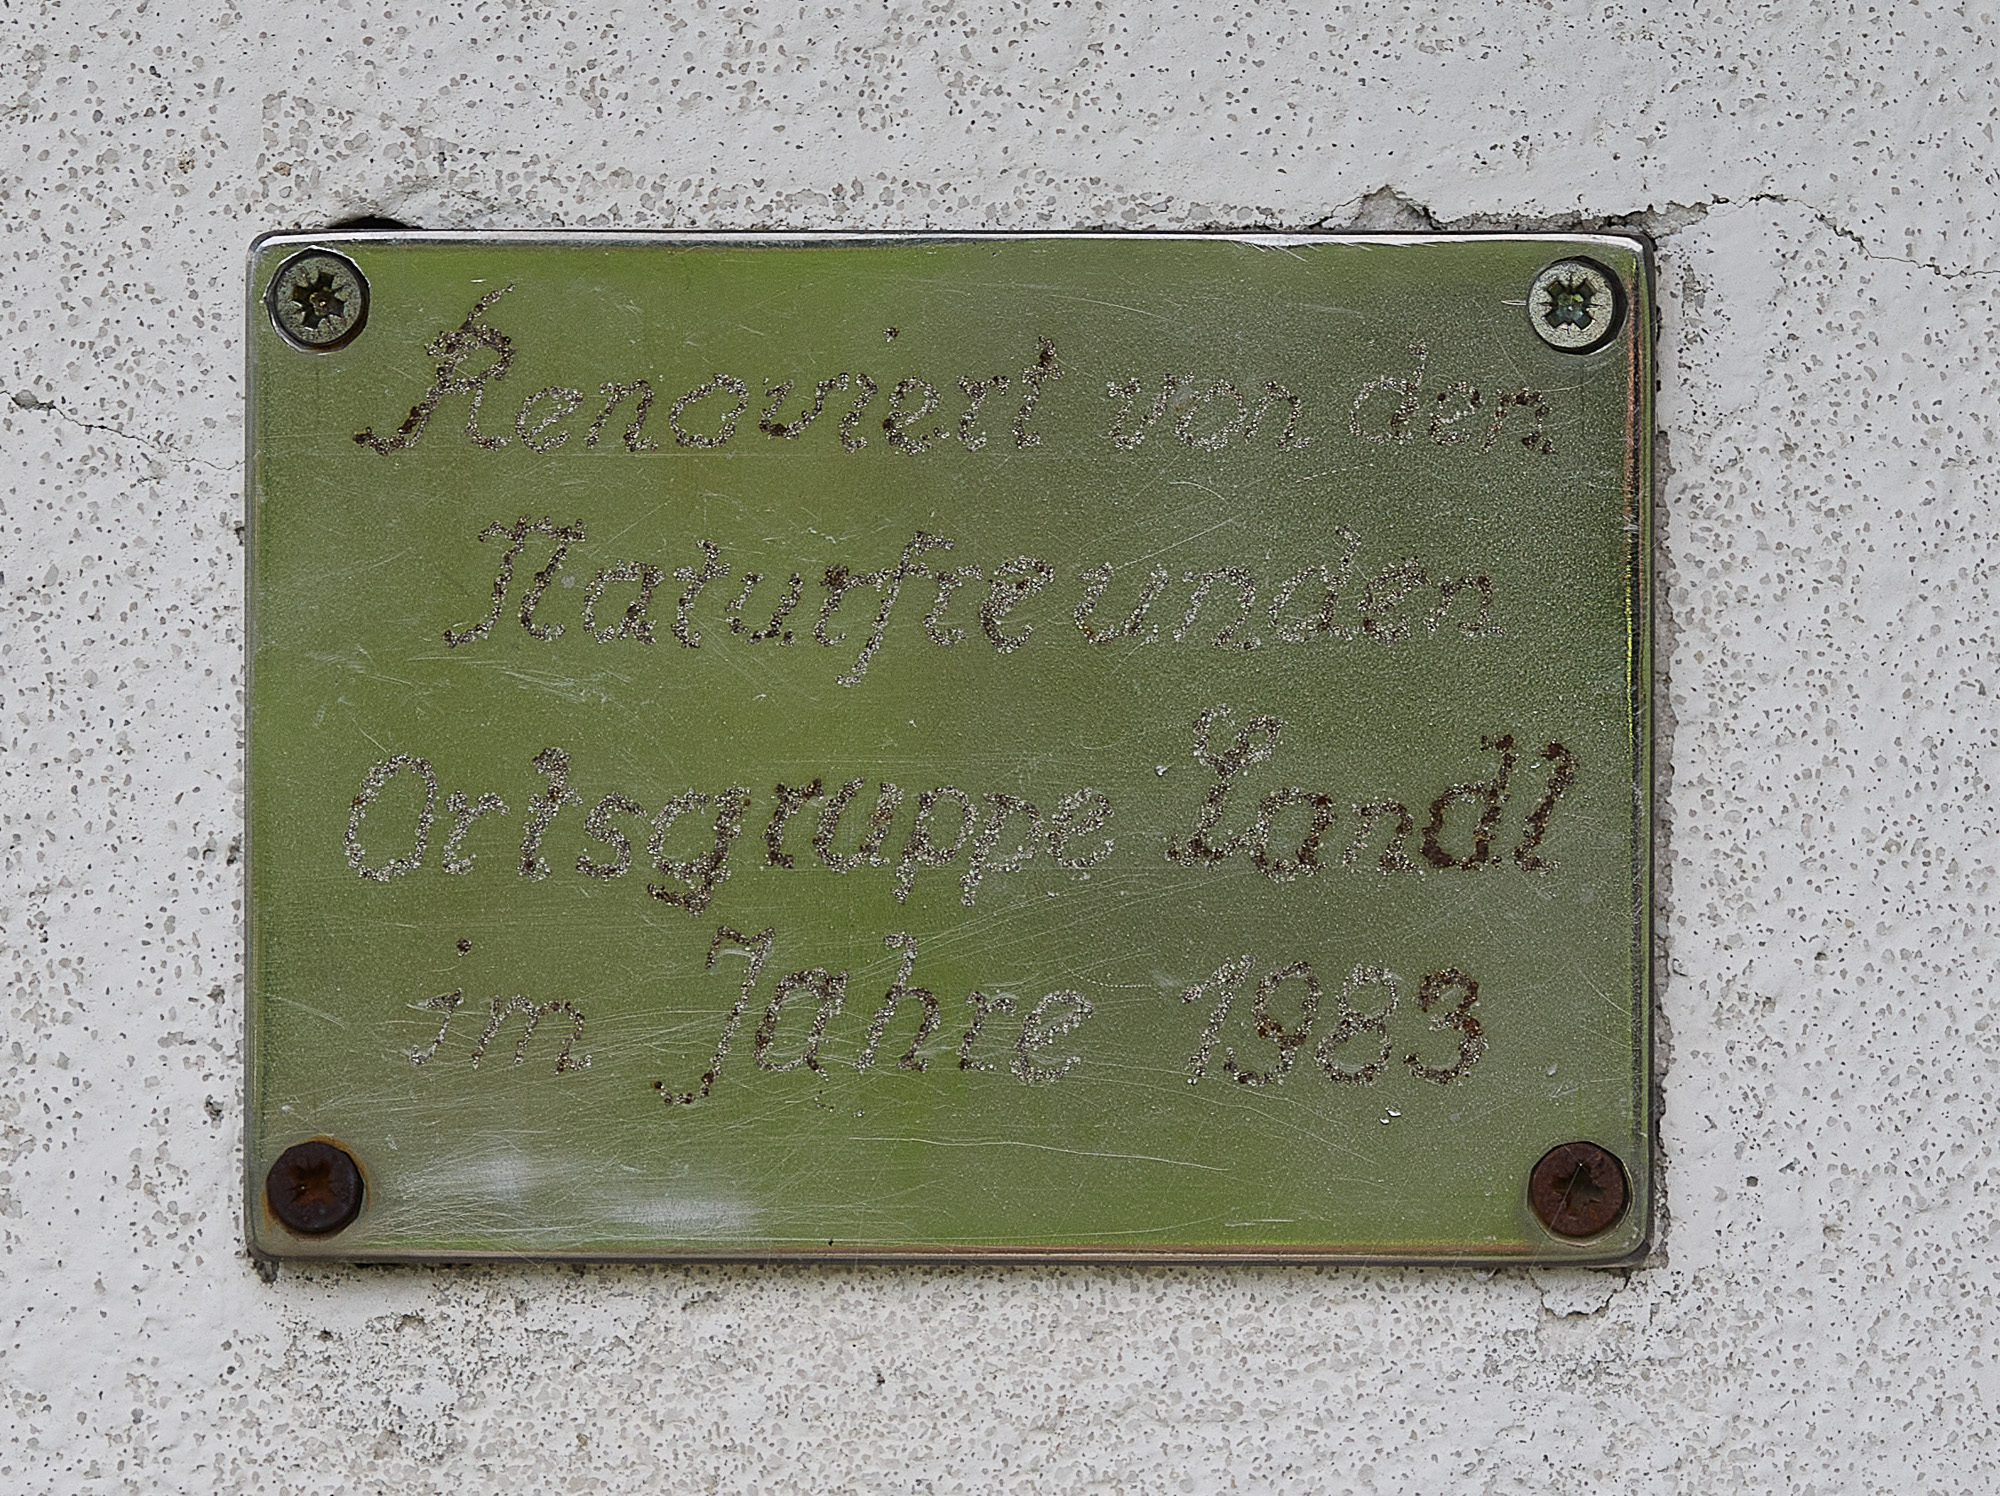 Renoviert von den
Naturfreunden
Ortsgruppe Landl
im Jahre 1983